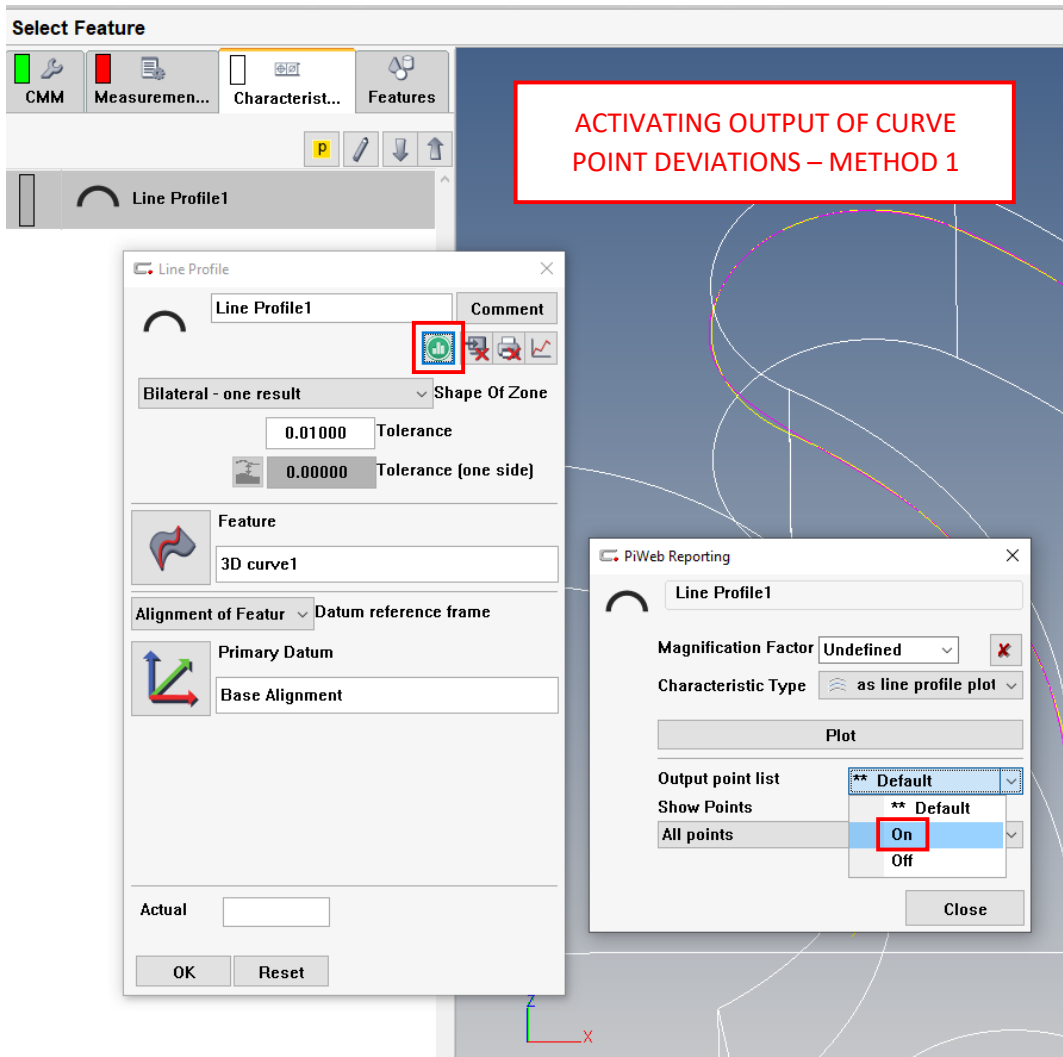 Select Feature
CMM
Measuremen...
Characterist...
Features
ACTIVATING OUTPUT OF CURVE
POINT DEVIATIONS – METHOD 1
p
Line Profile1
Line Profile
Line Profile1
Comment
Bilateral - one result
Shape Of Zone
0.01000
Tolerance
0.00000
Tolerance (one side)
Feature
3D curve1
Alignment of Featur
Datum reference frame
Primary Datum
Base Alignment
Actual
OK
Reset
PiWeb Reporting
Line Profile1
Magnification Factor
Undefined
Characteristic Type
as line profile plot
Plot
Output point list
** Default
Show Points
** Default
All points
On
Off
Close
Z
X